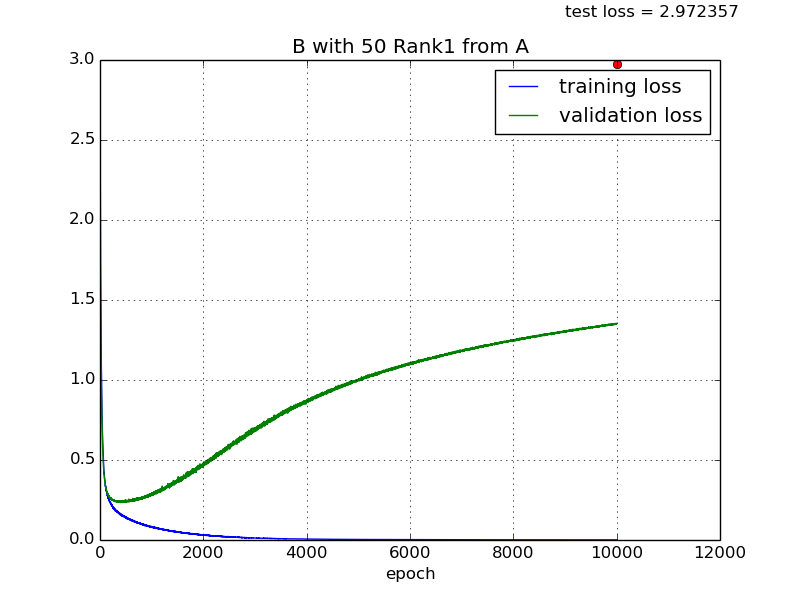 test loss = 2.972357
B with 50 Rank1 from A
training loss
validation loss
3.0
2.5
2.0
1.5
1.0
0.5
0.0
0 2000 4000 6000 8000 10000 12000
epoch